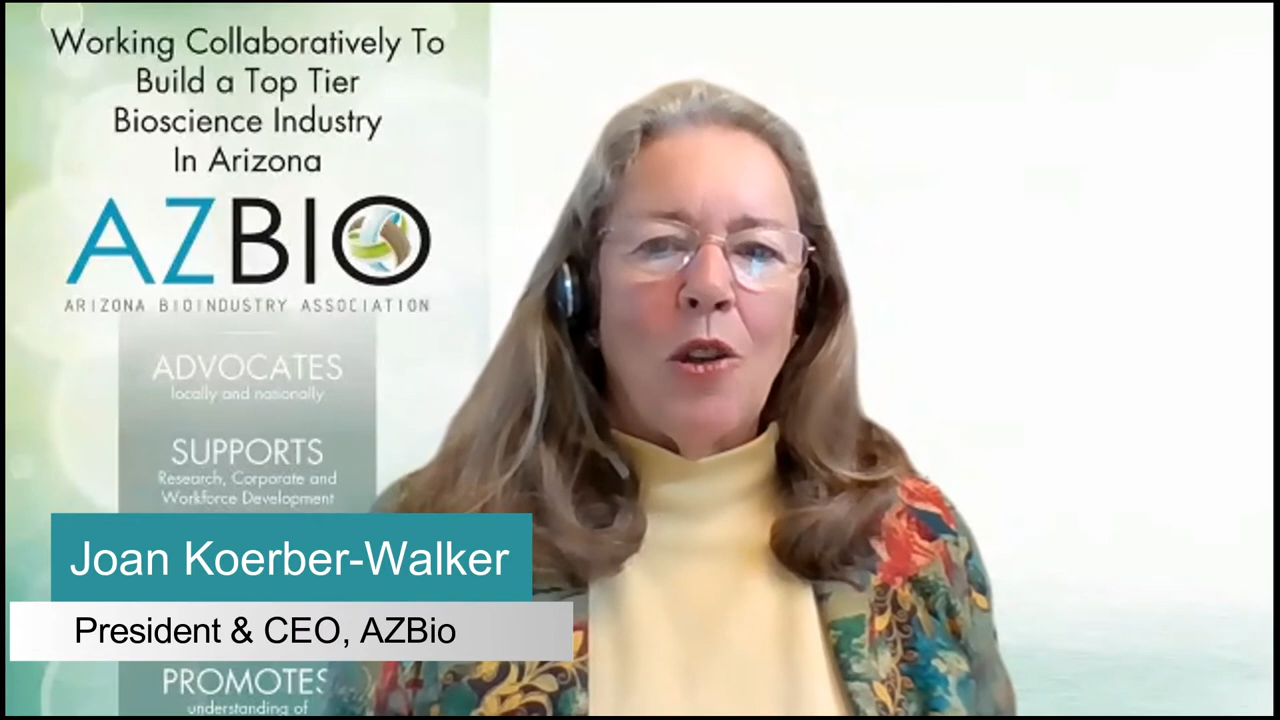 Working Collaboratively To
Build a Top Tier
Bioscience Industry
In Arizona
AZBIO
ARIZONA BIOINDUSTRY ASSOCIATION
ADVOCATES
locally and nationally
SUPPORTS
Research, Corporate and
Workforce Development
Joan Koerber-Walker
President & CEO, AZBio
PROMOTES
understanding of